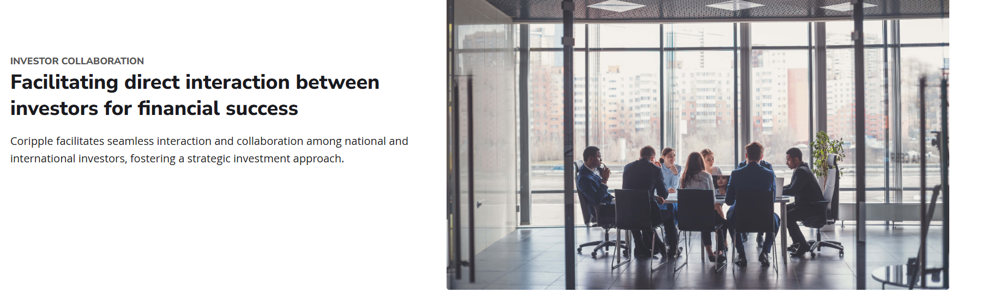 INVESTOR COLLABORATION
Facilitating direct interaction between
investors for financial success
Coripple facilitates seamless interaction and collaboration among national and
international investors, fostering a strategic investment approach.